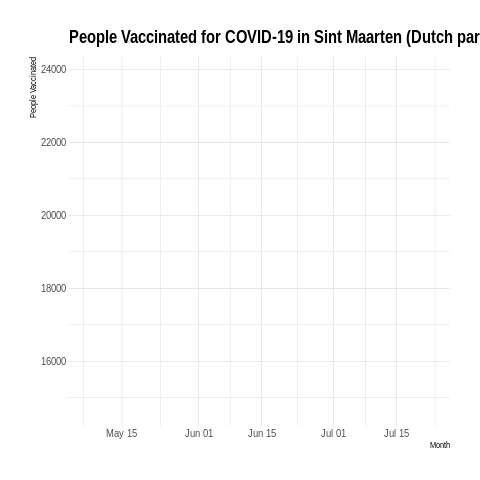 People Vaccinated for COVID-19 in Sint Maarten (Dutch par
People Vaccinated
24000
22000
20000
18000
16000
May 15 Jun 01 Jun 15 Jul 01 Jul 15
Month